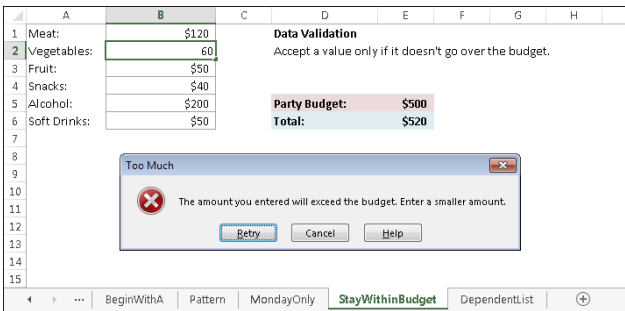 A B C D E F G H
1 Meat: $120 Data Validation
2 Vegetables: 60 Accept a value only if it doesn't go over the budget.
3 Fruit: $50
4 Snacks: $40
5 Alcohol: $200 Party Budget: $500
6 Soft Drinks: $50 Total: $520
7
8
Too Much
9
10
The amount you entered will exceed the budget. Enter a smaller amount.
11
12
Retry Cancel Help
13
14
15
... BeginWithA Pattern MondayOnly StayWithinBudget DependentList